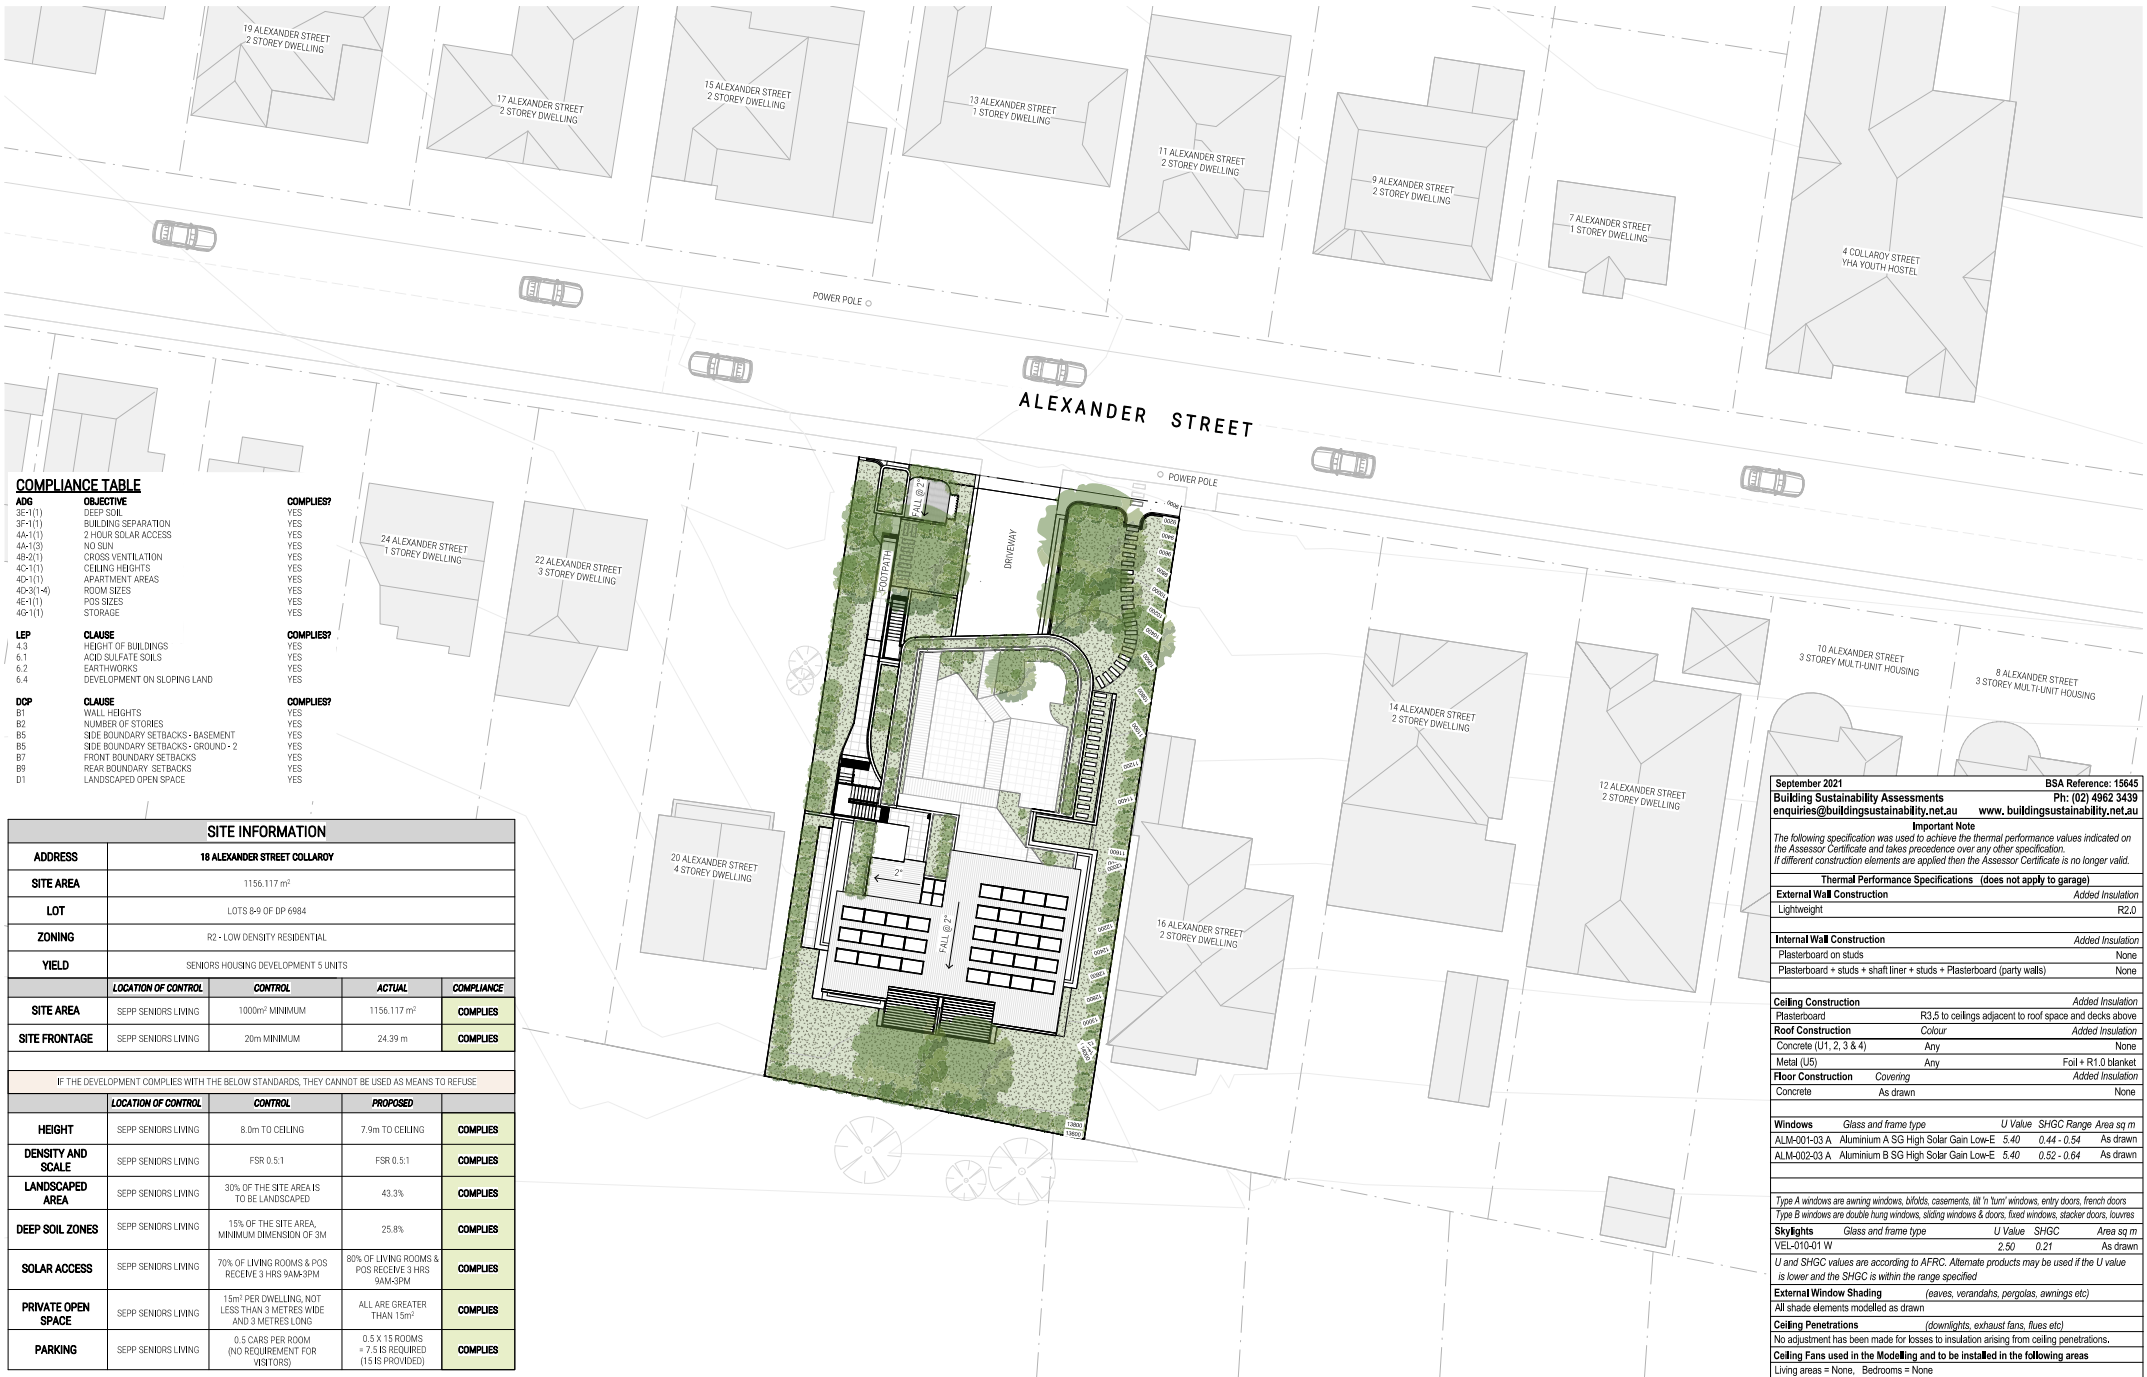 19 ALEXANDER STREET
2 STOREY DWELLING
17 ALEXANDER STREET
2 STOREY DWELLING
15 ALEXANDER STREET
2 STOREY DWELLING
13 ALEXANDER STREET
1 STOREY DWELLING
11 ALEXANDER STREET
2 STOREY DWELLING
9 ALEXANDER STREET
2 STOREY DWELLING
7 ALEXANDER STREET
1 STOREY DWELLING
4 COLLAROY STREET
YHA YOUTH HOSTEL
POWER POLE
ALEXANDER STREET
POWER POLE
24 ALEXANDER STREET
1 STOREY DWELLING
22 ALEXANDER STREET
3 STOREY DWELLING
20 ALEXANDER STREET
4 STOREY DWELLING
16 ALEXANDER STREET
2 STOREY DWELLING
14 ALEXANDER STREET
2 STOREY DWELLING
12 ALEXANDER STREET
2 STOREY DWELLING
10 ALEXANDER STREET
3 STOREY MULTI-UNIT HOUSING
8 ALEXANDER STREET
3 STOREY MULTI-UNIT HOUSING
FALL @ 2°
FOOTPATH
DRIVEWAY
2°
FALL @ 2°
9000
9200
9400
9600
9800
10000
10200
10400
10600
10800
11000
11200
11400
11600
12000
12200
12400
12600
12800
13000
13800
13600
COMPLIANCE TABLE
ADG OBJECTIVE COMPLIES?
3E-1(1) DEEP SOIL YES
3F-1(1) BUILDING SEPARATION YES
4A-1(1) 2 HOUR SOLAR ACCESS YES
4A-1(3) NO SUN YES
4B-2(1) CROSS VENTILATION YES
4C-1(1) CEILING HEIGHTS YES
4D-1(1) APARTMENT AREAS YES
4D-3(1-4) ROOM SIZES YES
4E-1(1) POS SIZES YES
4G-1(1) STORAGE YES
LEP CLAUSE COMPLIES?
4.3 HEIGHT OF BUILDINGS YES
6.1 ACID SULFATE SOILS YES
6.2 EARTHWORKS YES
6.4 DEVELOPMENT ON SLOPING LAND YES
DCP CLAUSE COMPLIES?
B1 WALL HEIGHTS YES
B2 NUMBER OF STORIES YES
B5 SIDE BOUNDARY SETBACKS - BASEMENT YES
B5 SIDE BOUNDARY SETBACKS - GROUND - 2 YES
B7 FRONT BOUNDARY SETBACKS YES
B9 REAR BOUNDARY SETBACKS YES
D1 LANDSCAPED OPEN SPACE YES
SITE INFORMATION
ADDRESS 18 ALEXANDER STREET COLLAROY
SITE AREA 1156.117 m²
LOT LOTS 8-9 OF DP 6984
ZONING R2 - LOW DENSITY RESIDENTIAL
YIELD SENIORS HOUSING DEVELOPMENT 5 UNITS
LOCATION OF CONTROL CONTROL ACTUAL COMPLIANCE
SITE AREA SEPP SENIORS LIVING 1000m² MINIMUM 1156.117 m² COMPLIES
SITE FRONTAGE SEPP SENIORS LIVING 20m MINIMUM 24.39 m COMPLIES
IF THE DEVELOPMENT COMPLIES WITH THE BELOW STANDARDS, THEY CANNOT BE USED AS MEANS TO REFUSE
LOCATION OF CONTROL CONTROL PROPOSED
HEIGHT SEPP SENIORS LIVING 8.0m TO CEILING 7.9m TO CEILING COMPLIES
DENSITY AND
SCALE SEPP SENIORS LIVING FSR 0.5:1 FSR 0.5:1 COMPLIES
LANDSCAPED
AREA SEPP SENIORS LIVING 30% OF THE SITE AREA IS
TO BE LANDSCAPED 43.3% COMPLIES
DEEP SOIL ZONES SEPP SENIORS LIVING 15% OF THE SITE AREA,
MINIMUM DIMENSION OF 3M 25.8% COMPLIES
SOLAR ACCESS SEPP SENIORS LIVING 70% OF LIVING ROOMS & POS
RECEIVE 3 HRS 9AM-3PM 80% OF LIVING ROOMS &
POS RECEIVE 3 HRS
9AM-3PM COMPLIES
PRIVATE OPEN
SPACE SEPP SENIORS LIVING 15m² PER DWELLING, NOT
LESS THAN 3 METRES WIDE
AND 3 METRES LONG ALL ARE GREATER
THAN 15m² COMPLIES
PARKING SEPP SENIORS LIVING 0.5 CARS PER ROOM
(NO REQUIREMENT FOR
VISITORS) 0.5 X 15 ROOMS
= 7.5 IS REQUIRED
(15 IS PROVIDED) COMPLIES
September 2021 BSA Reference: 15645
Building Sustainability Assessments Ph: (02) 4962 3439
enquiries@buildingsustainability.net.au www. buildingsustainability.net.au
Important Note
The following specification was used to achieve the thermal performance values indicated on
the Assessor Certificate and takes precedence over any other specification.
If different construction elements are applied then the Assessor Certificate is no longer valid.
Thermal Performance Specifications (does not apply to garage)
External Wall Construction Added Insulation
Lightweight R2.0
Internal Wall Construction Added Insulation
Plasterboard on studs None
Plasterboard + studs + shaft liner + studs + Plasterboard (party walls) None
Ceiling Construction Added Insulation
Plasterboard R3.5 to ceilings adjacent to roof space and decks above
Roof Construction Colour Added Insulation
Concrete (U1, 2, 3 & 4) Any None
Metal (U5) Any Foil + R1.0 blanket
Floor Construction Covering Added Insulation
Concrete As drawn None
Windows Glass and frame type U Value SHGC Range Area sq m
ALM-001-03 A Aluminium A SG High Solar Gain Low-E 5.40 0.44 - 0.54 As drawn
ALM-002-03 A Aluminium B SG High Solar Gain Low-E 5.40 0.52 - 0.64 As drawn
Type A windows are awning windows, bifolds, casements, tilt 'n 'turn' windows, entry doors, french doors
Type B windows are double hung windows, sliding windows & doors, fixed windows, stacker doors, louvres
Skylights Glass and frame type U Value SHGC Area sq m
VEL-010-01 W 2.50 0.21 As drawn
U and SHGC values are according to AFRC. Alternate products may be used if the U value
is lower and the SHGC is within the range specified
External Window Shading (eaves, verandahs, pergolas, awnings etc)
All shade elements modelled as drawn
Ceiling Penetrations (downlights, exhaust fans, flues etc)
No adjustment has been made for losses to insulation arising from ceiling penetrations.
Ceiling Fans used in the Modelling and to be installed in the following areas
Living areas = None, Bedrooms = None